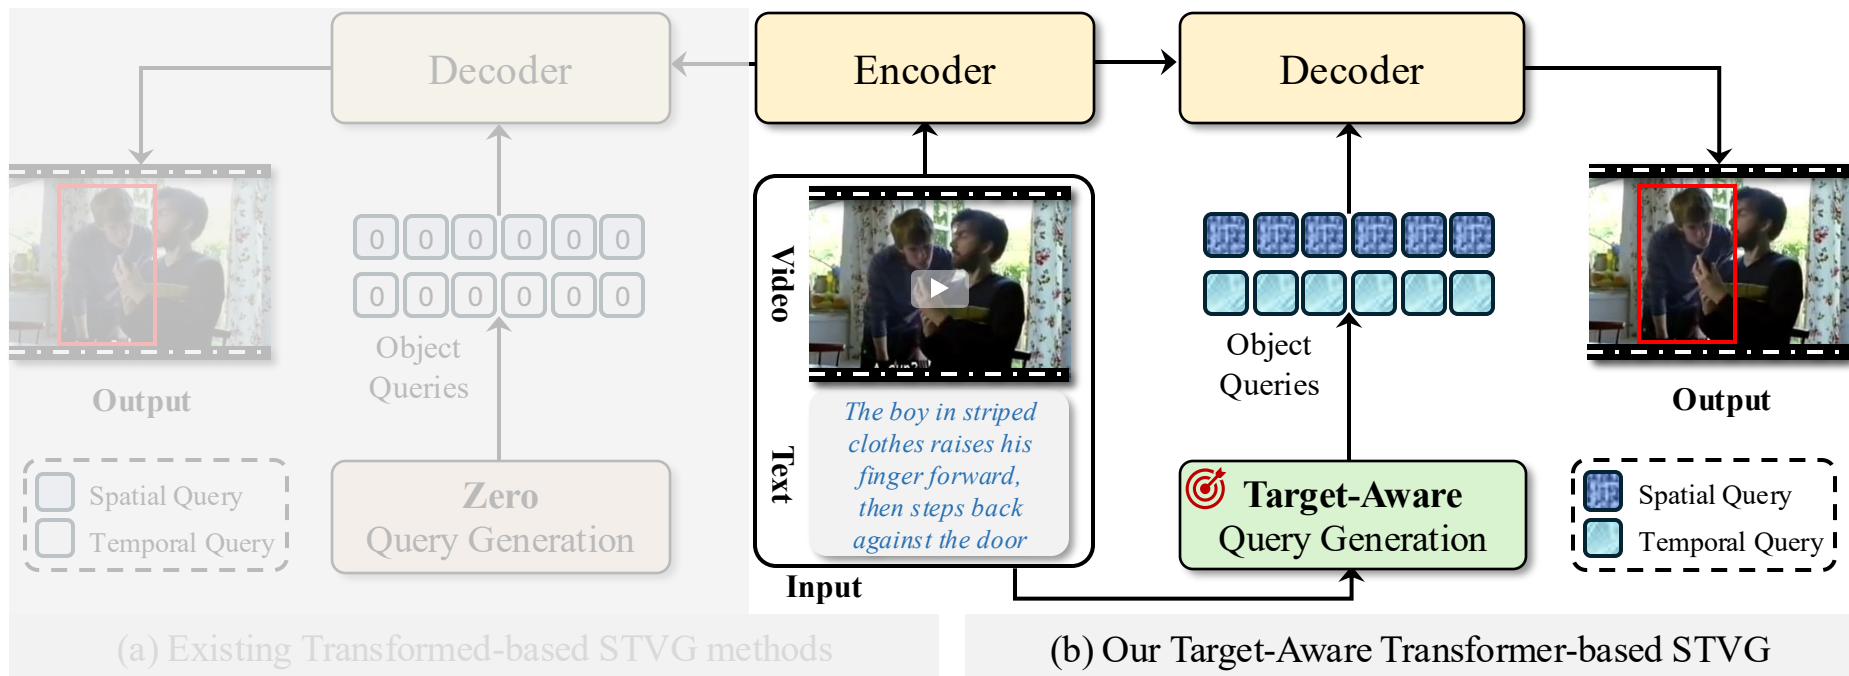 Decoder
Encoder
Decoder
0 0 0 0 0 0
0 0 0 0 0 0
Object
Queries
Output
Spatial Query
Temporal Query
Zero
Query Generation
Video
Text
The boy in striped
clothes raises his
finger forward,
then steps back
against the door
Input
Object
Queries
Target-Aware
Query Generation
Output
Spatial Query
Temporal Query
(a) Existing Transformed-based STVG methods
(b) Our Target-Aware Transformer-based STVG